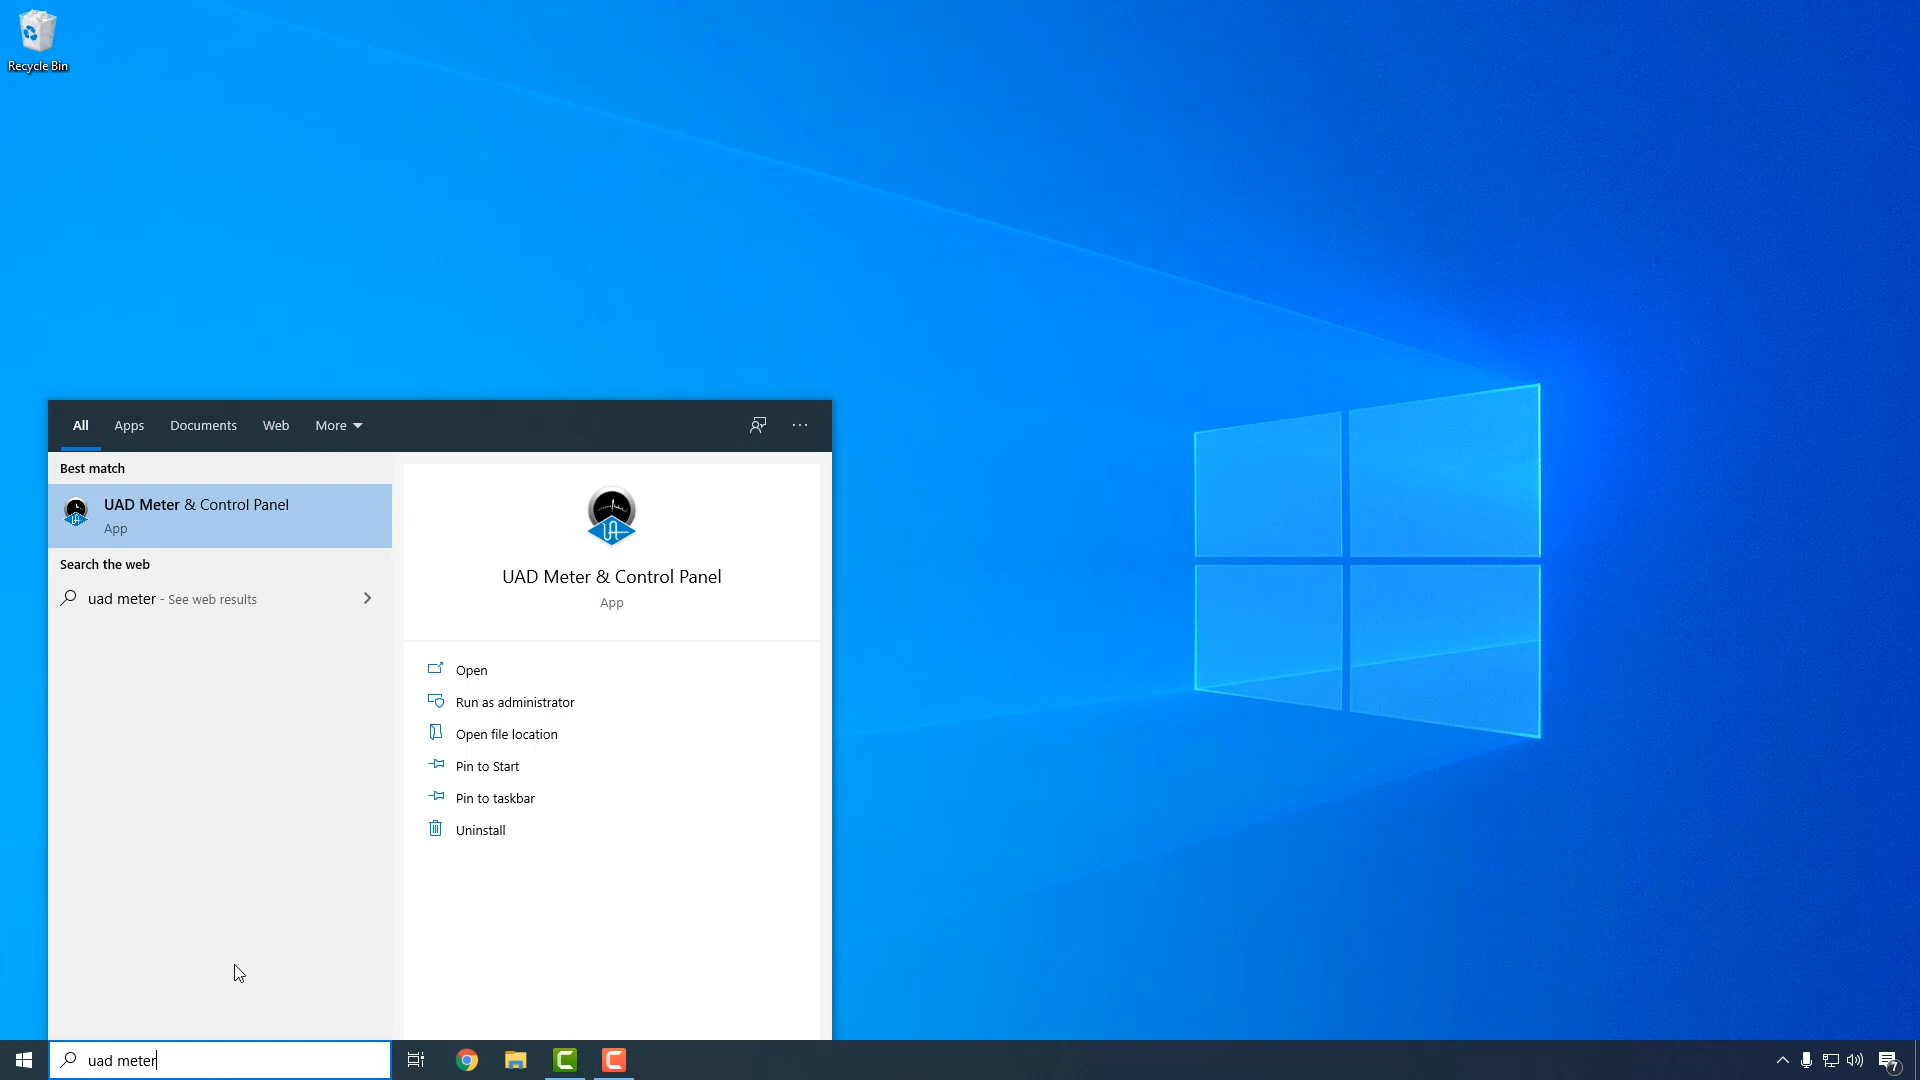 Recycle Bin
All Apps Documents Web More
Best match
UAD Meter & Control Panel
App
Search the web
uad meter - See web results
UAD Meter & Control Panel
App
Open
Run as administrator
Open file location
Pin to Start
Pin to taskbar
Uninstall
uad meter
7